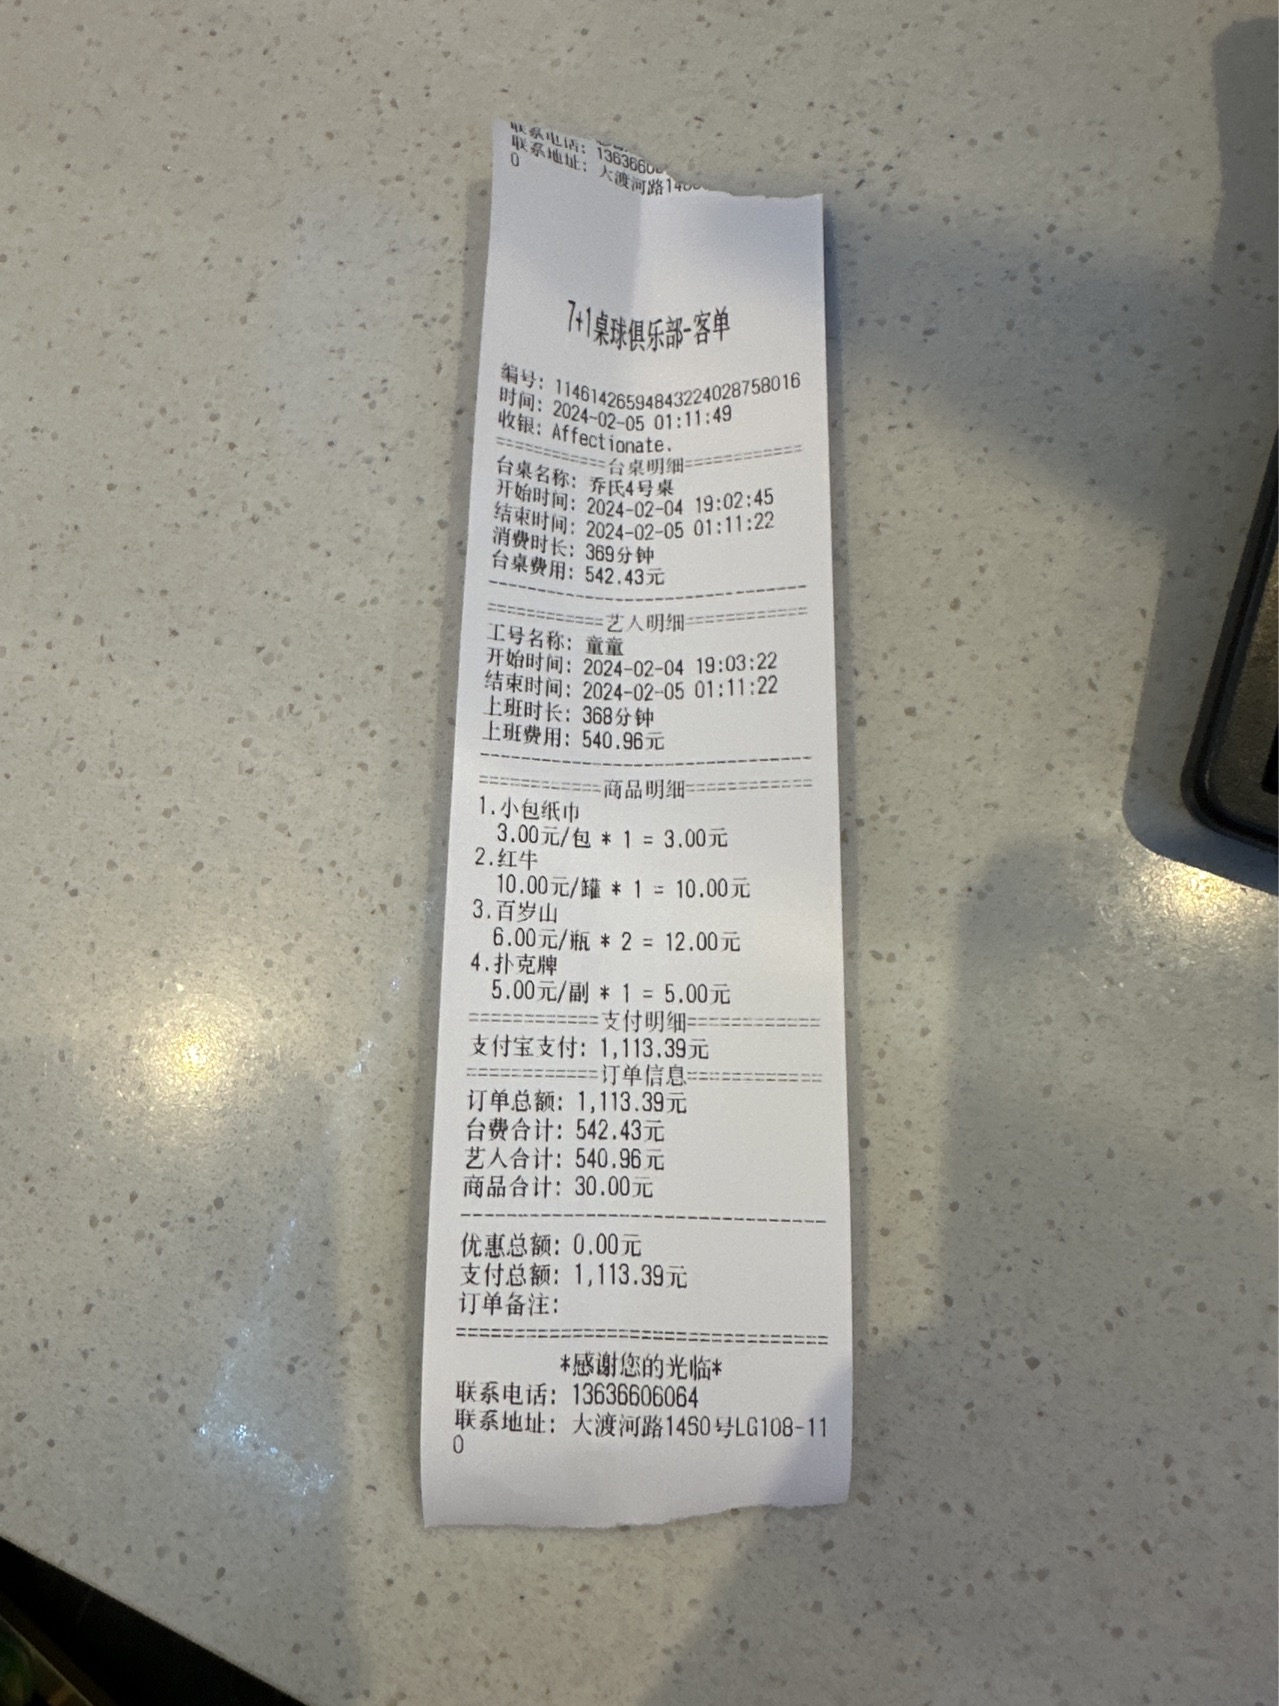 联系电话: 1363660
联系地址: 大渡河路14
0
7+1桌球俱乐部-客单
编号: 1146142659484322402875​8016
时间: 2024-02-05 01:11:49
收银: Affectionate.
===========台桌明细===========
台桌名称: 乔氏4号桌
开始时间: 2024-02-04 19:02:45
结束时间: 2024-02-05 01:11:22
消费时长: 369分钟
台桌费用: 542.43元
--------------------------------
===========艺人明细===========
工号名称: 童童
开始时间: 2024-02-04 19:03:22
结束时间: 2024-02-05 01:11:22
上班时长: 368分钟
上班费用: 540.96元
--------------------------------
===========商品明细===========
1.小包纸巾
3.00元/包 * 1 = 3.00元
2.红牛
10.00元/罐 * 1 = 10.00元
3.百岁山
6.00元/瓶 * 2 = 12.00元
4.扑克牌
5.00元/副 * 1 = 5.00元
===========支付明细===========
支付宝支付: 1,113.39元
===========订单信息===========
订单总额: 1,113.39元
台费合计: 542.43元
艺人合计: 540.96元
商品合计: 30.00元
--------------------------------
优惠总额: 0.00元
支付总额: 1,113.39元
订单备注:
================================
*感谢您的光临*
联系电话: 13636606064
联系地址: 大渡河路1450号LG108-11
0